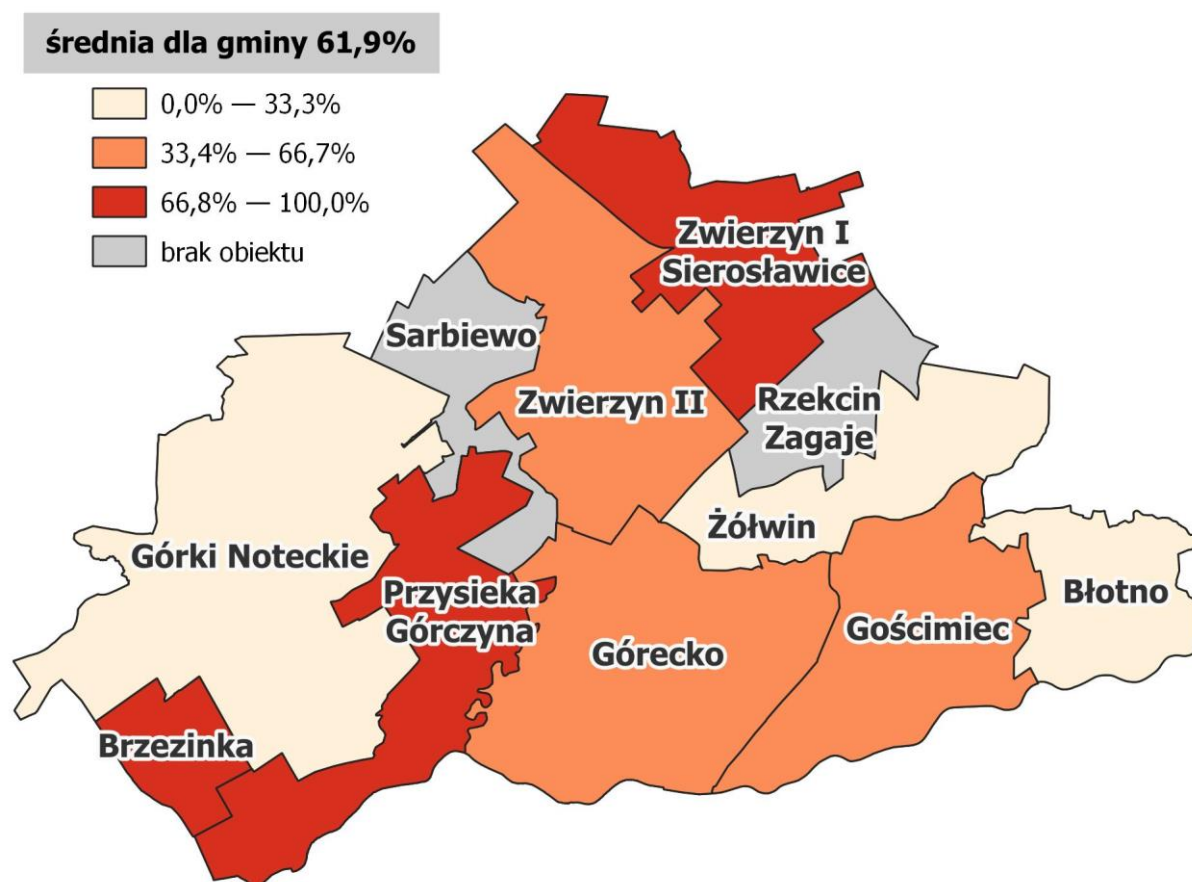 średnia dla gminy 61,9%
0,0% — 33,3%
33,4% — 66,7%
66,8% — 100,0%
brak obiektu
Zwierzyn I
Sierosławice
Sarbiewo
Zwierzyn II
Rzekcin
Zagaje
Żółwin
Górki Noteckie
Przysieka
Górczyna
Górecko
Gościmiec
Błotno
Brzezinka